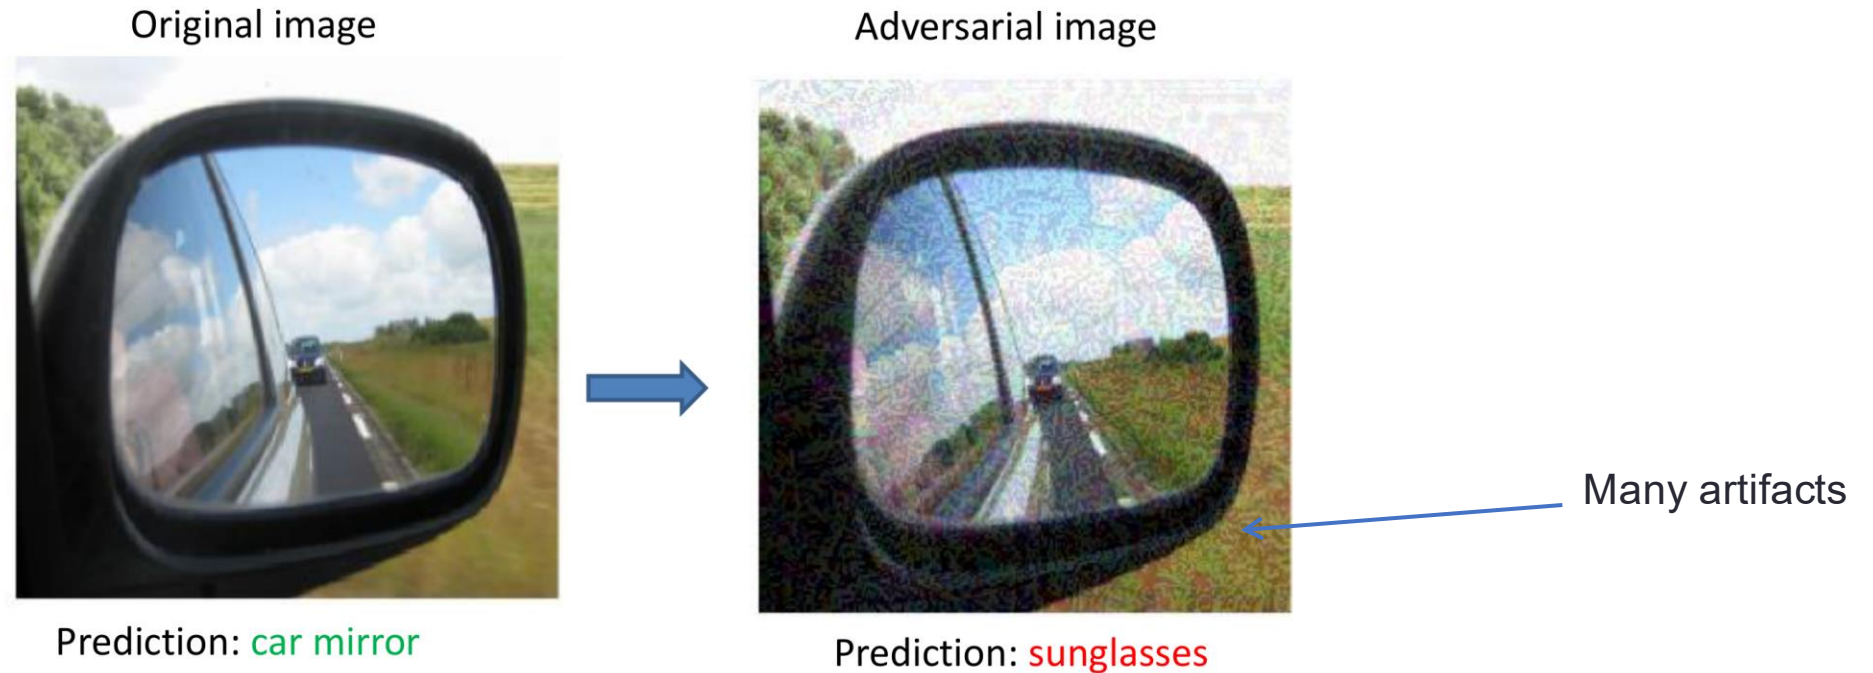 Original image
Adversarial image
Many artifacts
Prediction: car mirror
Prediction: sunglasses